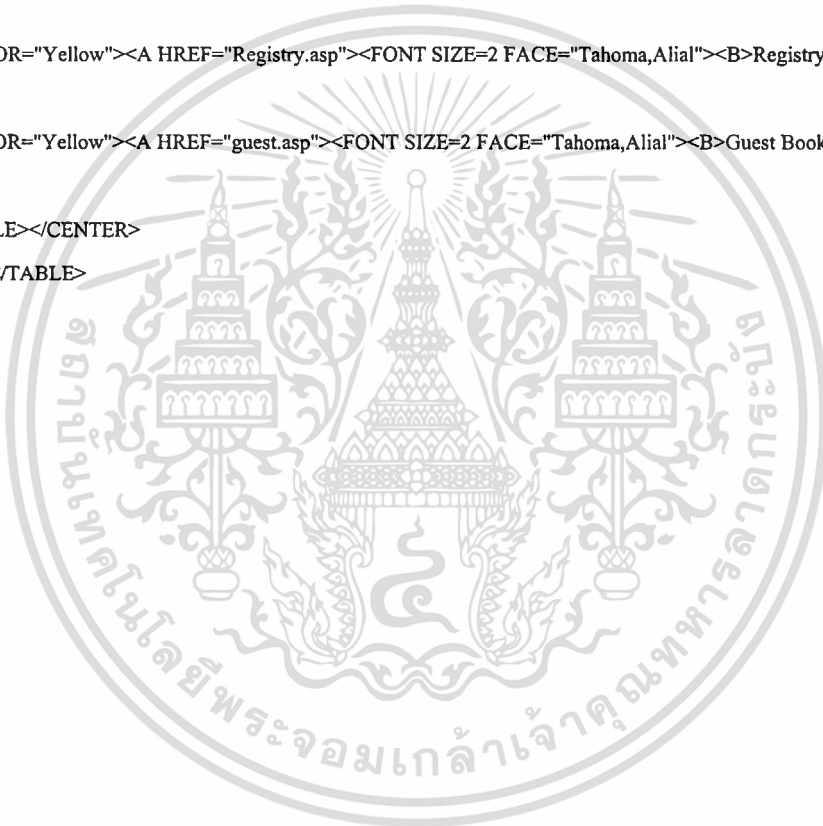 OR="Yellow"><A HREF="Registry.asp"><FONT SIZE=2 FACE="Tahoma,Alial"><B>Registry
OR="Yellow"><A HREF="guest.asp"><FONT SIZE=2 FACE="Tahoma,Alial"><B>Guest Book
LE></CENTER>
/TABLE>
สถาบันเทคโนโลยีพระจอมเกล้าเจ้าคุณทหารลาดกระบัง